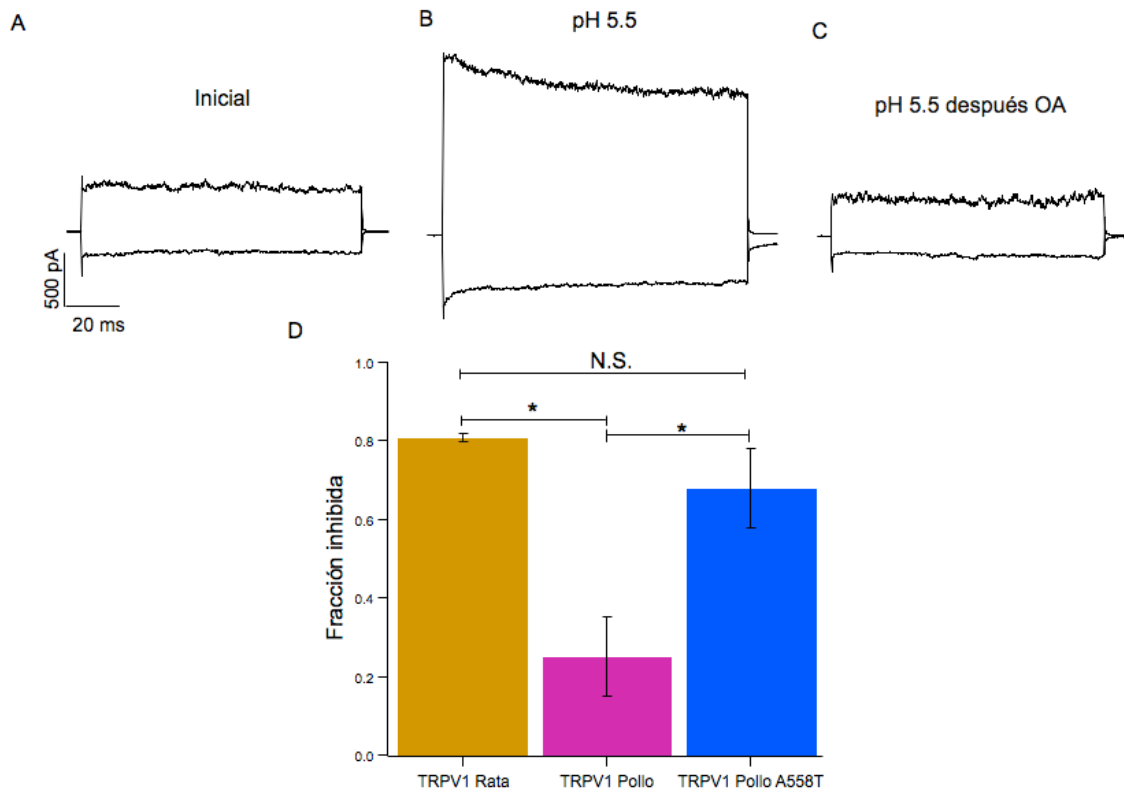 A
Inicial
500 pA
20 ms
B
pH 5.5
C
pH 5.5 después OA
D
N.S.
*
*
Fracción inhibida
1.0
0.8
0.6
0.4
0.2
0.0
TRPV1 Rata
TRPV1 Pollo
TRPV1 Pollo A558T